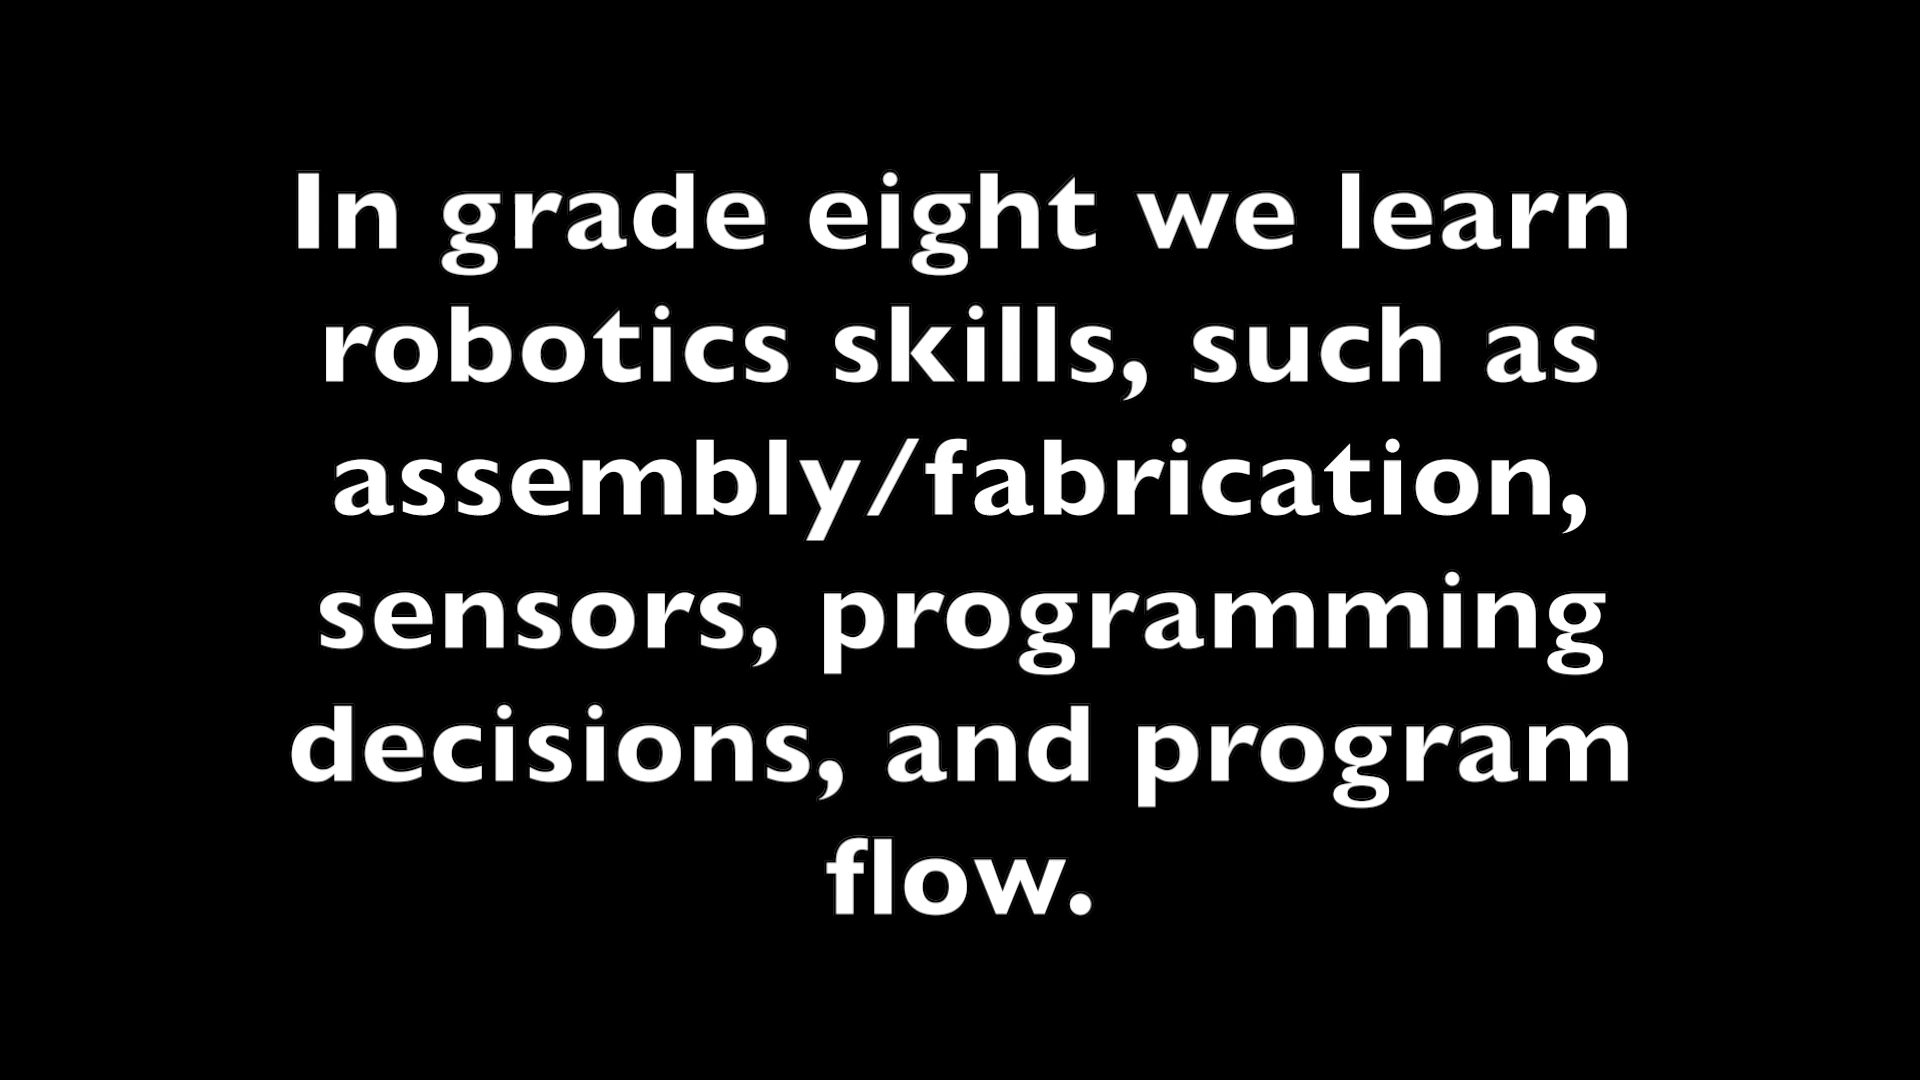 In grade eight we learn
robotics skills, such as
assembly/fabrication,
sensors, programming
decisions, and program
flow.